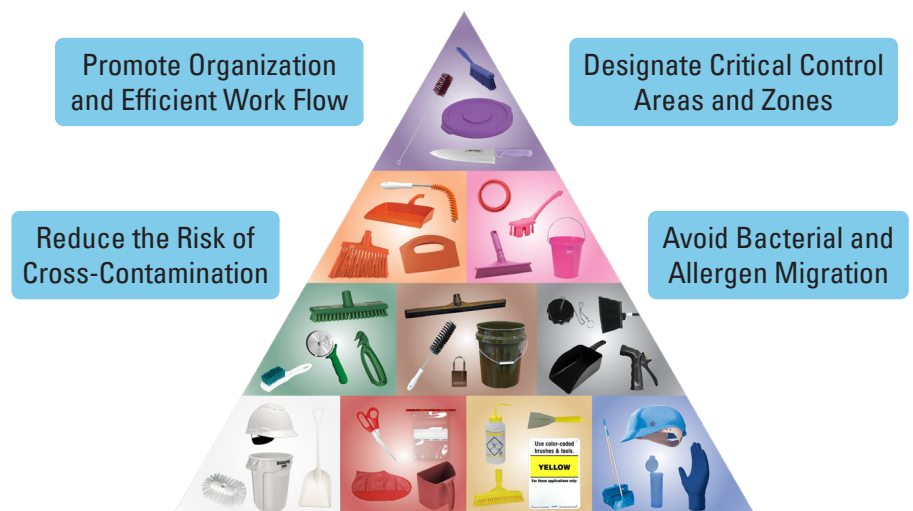 Promote Organization
and Efficient Work Flow
Designate Critical Control
Areas and Zones
Reduce the Risk of
Cross-Contamination
Avoid Bacterial and
Allergen Migration
Use color-coded
brushes & tools.
YELLOW
For these applications only: